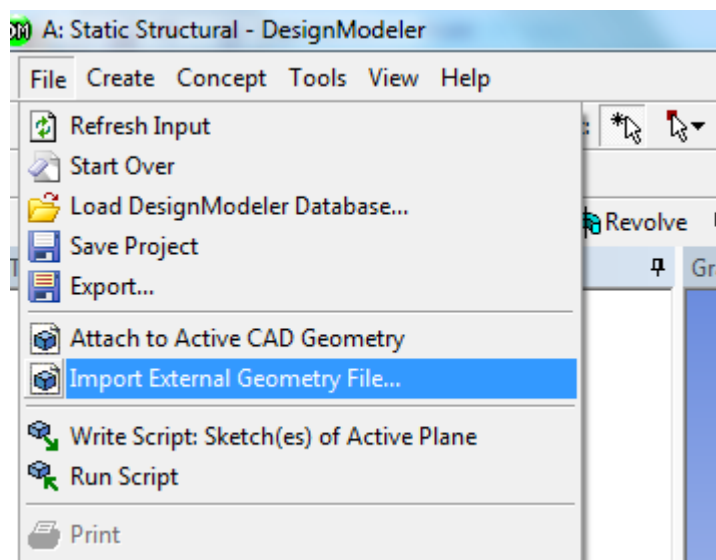 DM A: Static Structural - DesignModeler
File Create Concept Tools View Help
Refresh Input
Start Over
Load DesignModeler Database...
Revolve
Save Project
Gr
Export...
Attach to Active CAD Geometry
Import External Geometry File...
Write Script: Sketch(es) of Active Plane
Run Script
Print